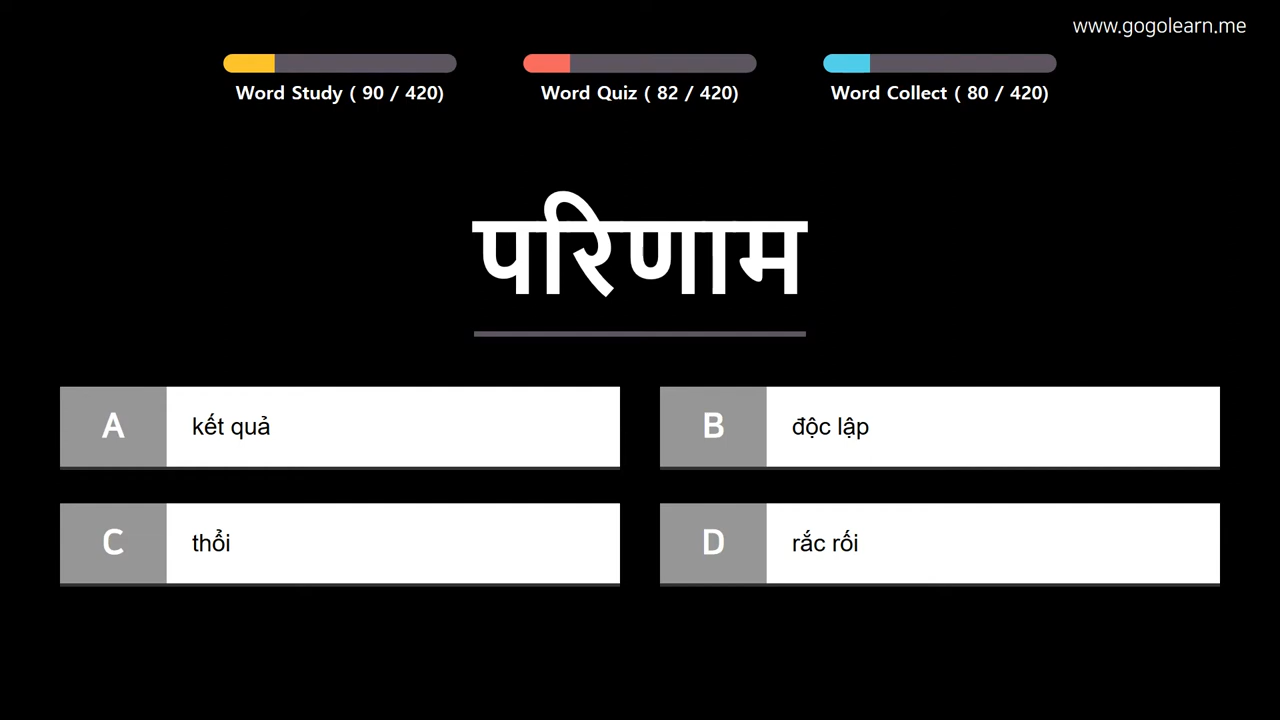 www.gogolearn.me
Word Study ( 90 / 420)
Word Quiz ( 82 / 420)
Word Collect ( 80 / 420)
परिणाम
A kết quả
B độc lập
C thổi
D rắc rối